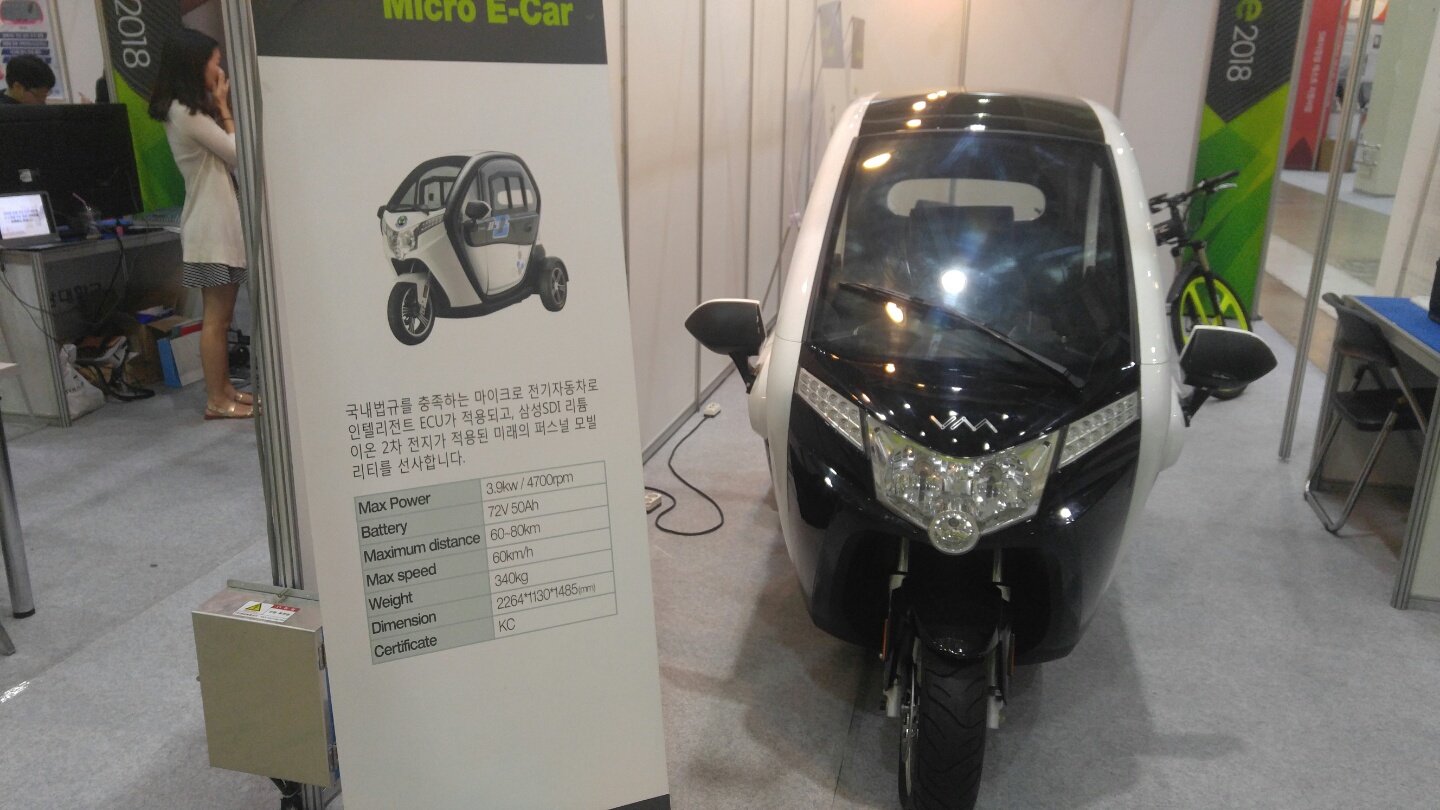 Micro E-Car
국내법규를 충족하는 마이크로 전기자동차로
인텔리전트 ECU가 적용되고, 삼성SDI 리튬
이온 2차 전지가 적용된 미래의 퍼스널 모빌
리티를 선사합니다.
Max Power 3.9kw / 4700rpm
Battery 72V 50Ah
Maximum distance 60~80km
Max speed 60km/h
Weight 340kg
Dimension 2264*1130*1485(mm)
Certificate KC
2018
e 2018